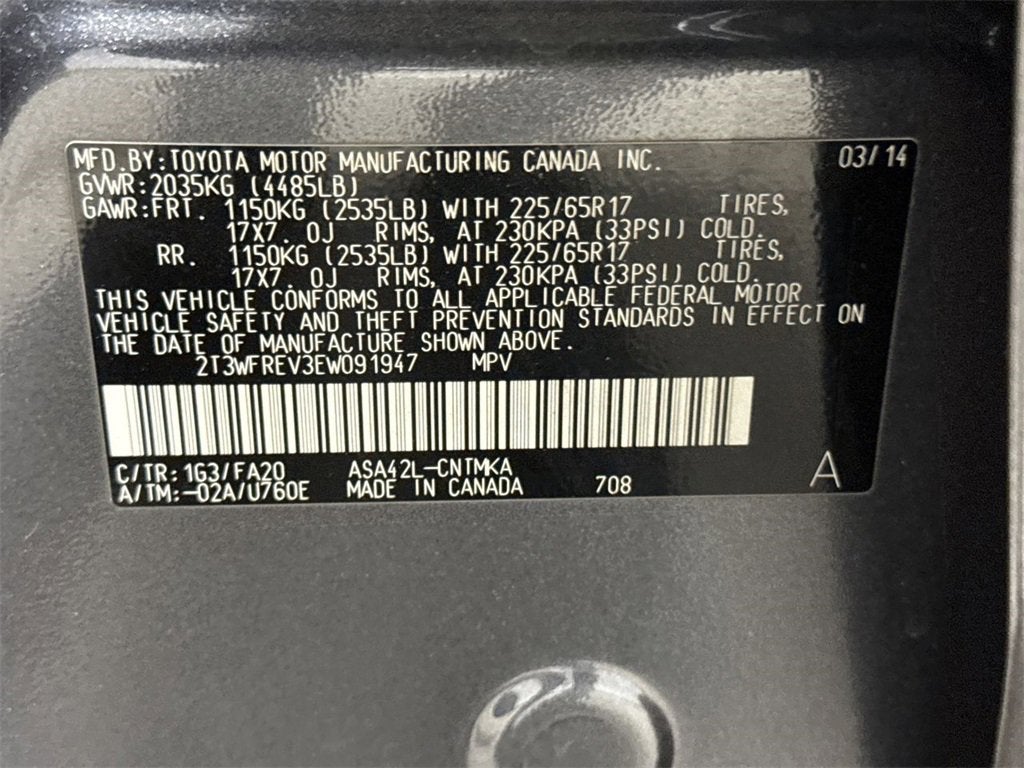 MFD. BY: TOYOTA MOTOR MANUFACTURING CANADA INC. 03/14
GVWR: 2035KG (4485LB)
GAWR: FRT. 1150KG (2535LB) WITH 225/65R17 TIRES,
17X7.0J RIMS, AT 230KPA (33PSI) COLD.
RR. 1150KG (2535LB) WITH 225/65R17 TIRES,
17X7.0J RIMS, AT 230KPA (33PSI) COLD.
THIS VEHICLE CONFORMS TO ALL APPLICABLE FEDERAL MOTOR
VEHICLE SAFETY AND THEFT PREVENTION STANDARDS IN EFFECT ON
THE DATE OF MANUFACTURE SHOWN ABOVE.
2T3WFREV3EW091947 MPV
C/TR: 1G3/FA20 ASA42L-CNTMKA
A/TM: -02A/U760E MADE IN CANADA 708 A